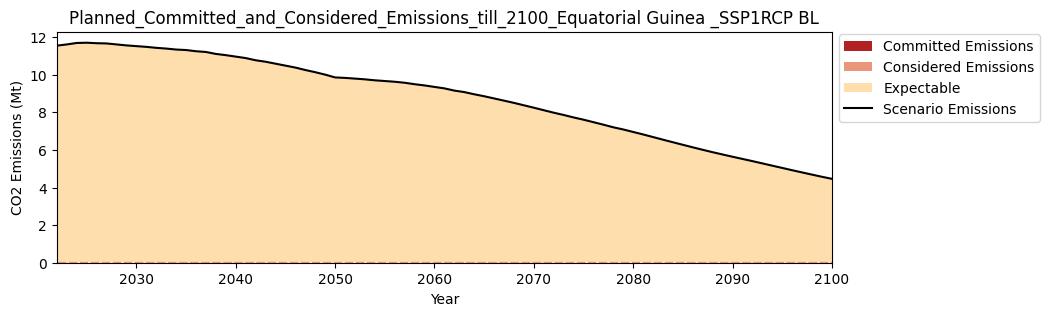 Planned_Committed_and_Considered_Emissions_till_2100_Equatorial Guinea _SSP1RCP BL
12
10
8
6
4
2
0
CO2 Emissions (Mt)
2030 2040 2050 2060 2070 2080 2090 2100
Year
Committed Emissions
Considered Emissions
Expectable
Scenario Emissions